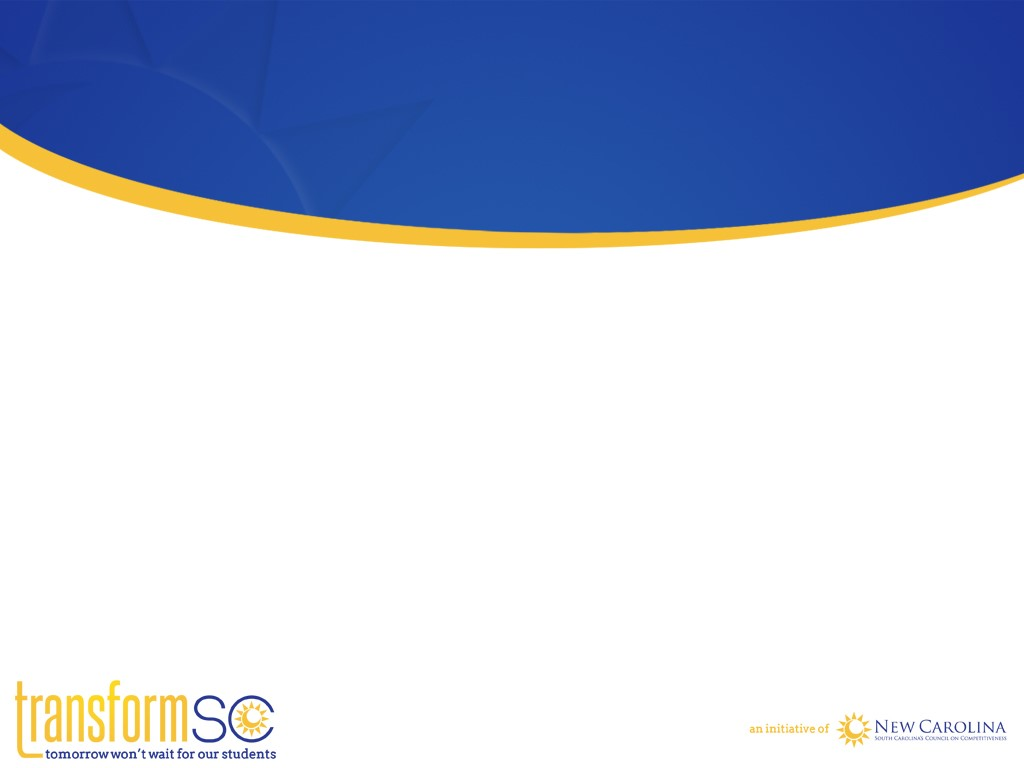 transformSC
tomorrow won't wait for our students
an initiative of
NEW CAROLINA
SOUTH CAROLINA'S COUNCIL ON COMPETITIVENESS